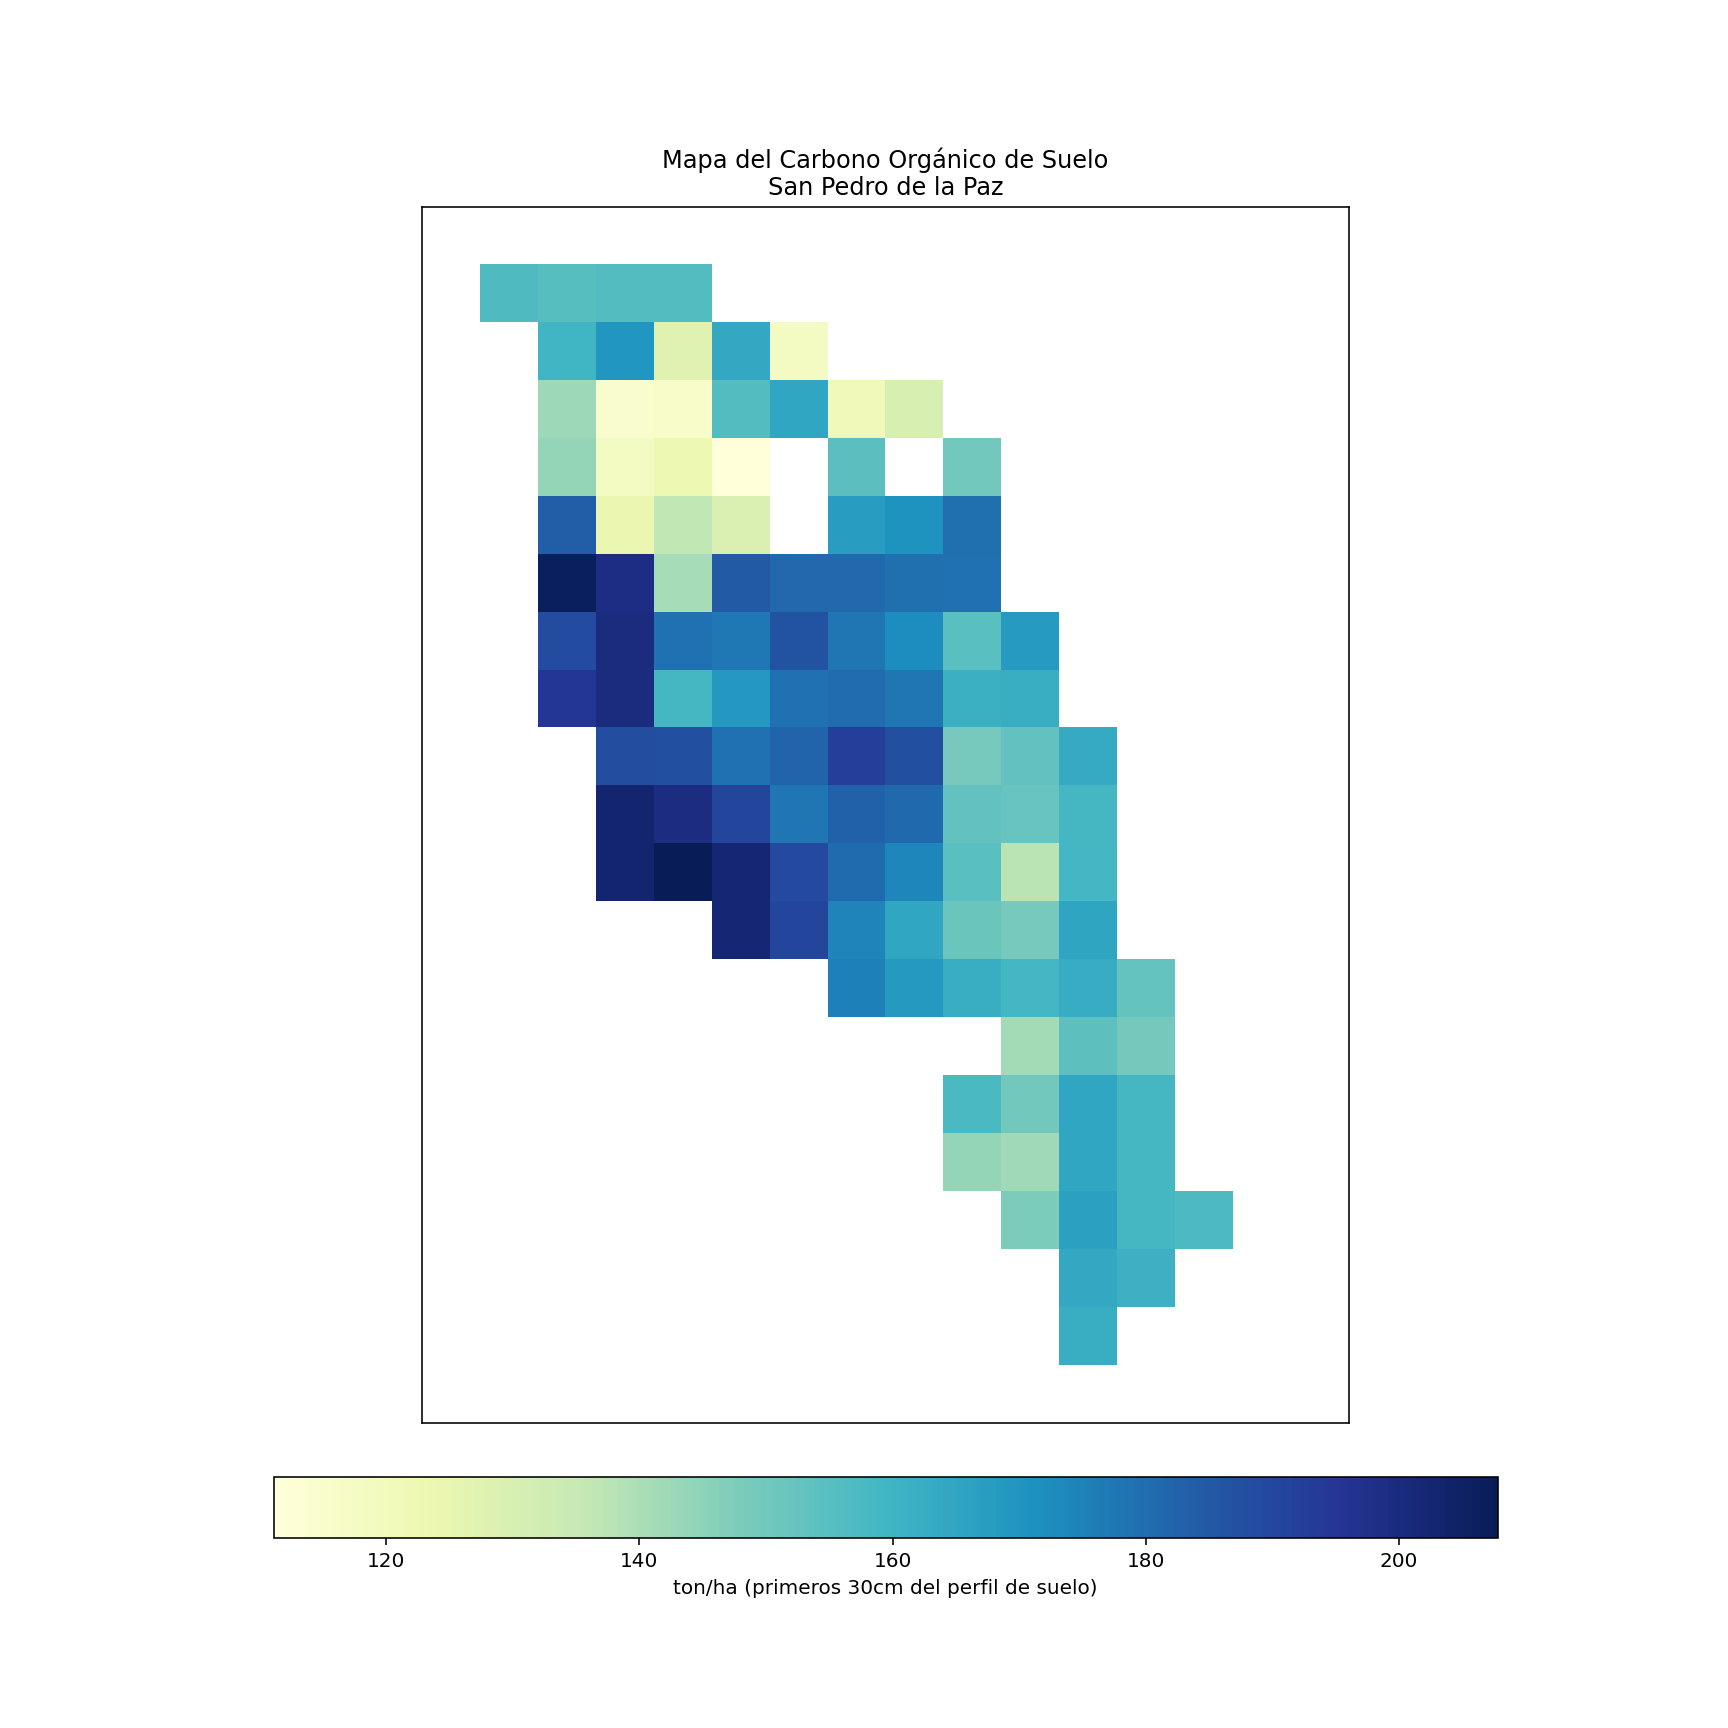 Mapa del Carbono Orgánico de Suelo
San Pedro de la Paz
120 140 160 180 200
ton/ha (primeros 30cm del perfil de suelo)